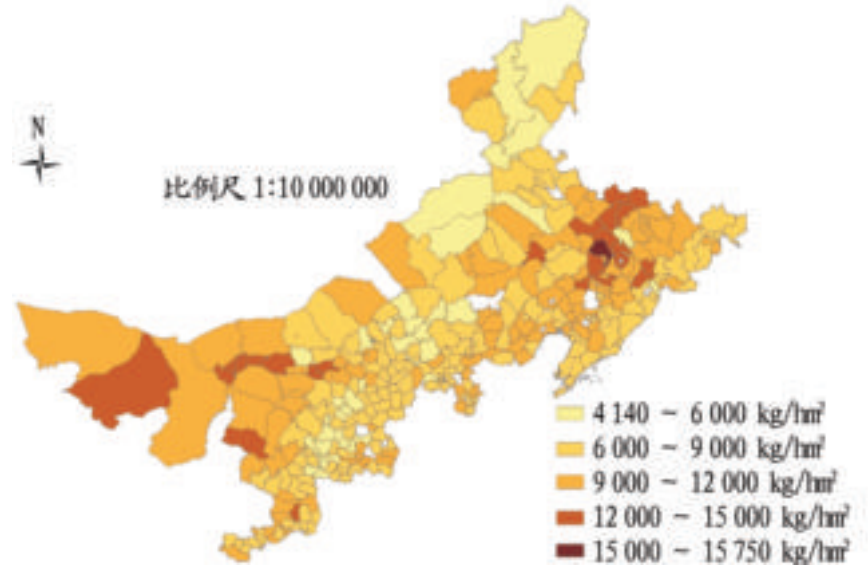 N
比例尺 1:10 000 000
4 140 ~ 6 000 kg/hm²
6 000 ~ 9 000 kg/hm²
9 000 ~ 12 000 kg/hm²
12 000 ~ 15 000 kg/hm²
15 000 ~ 15 750 kg/hm²